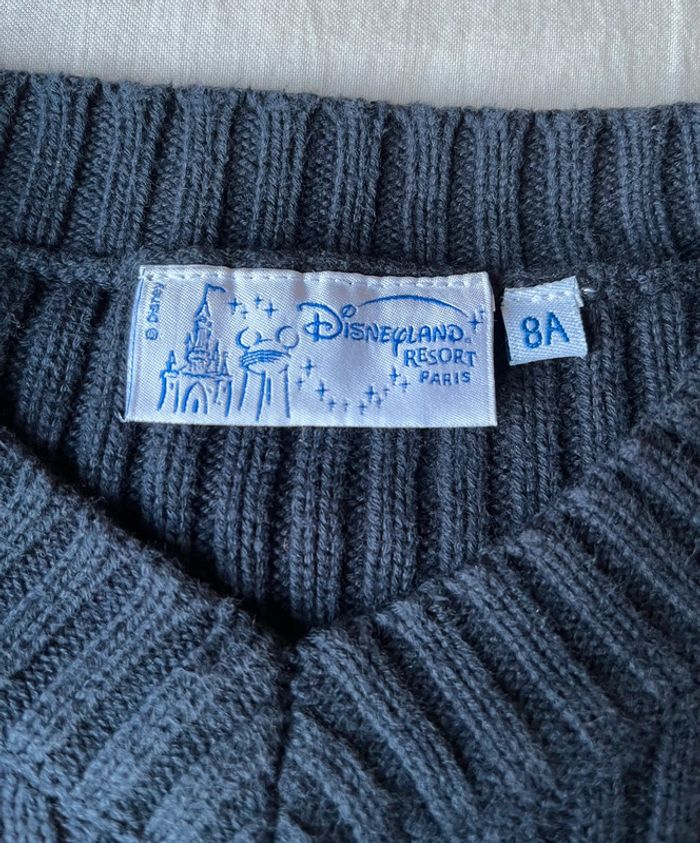 © Disney
DISNEYLAND
RESORT
PARIS
8A